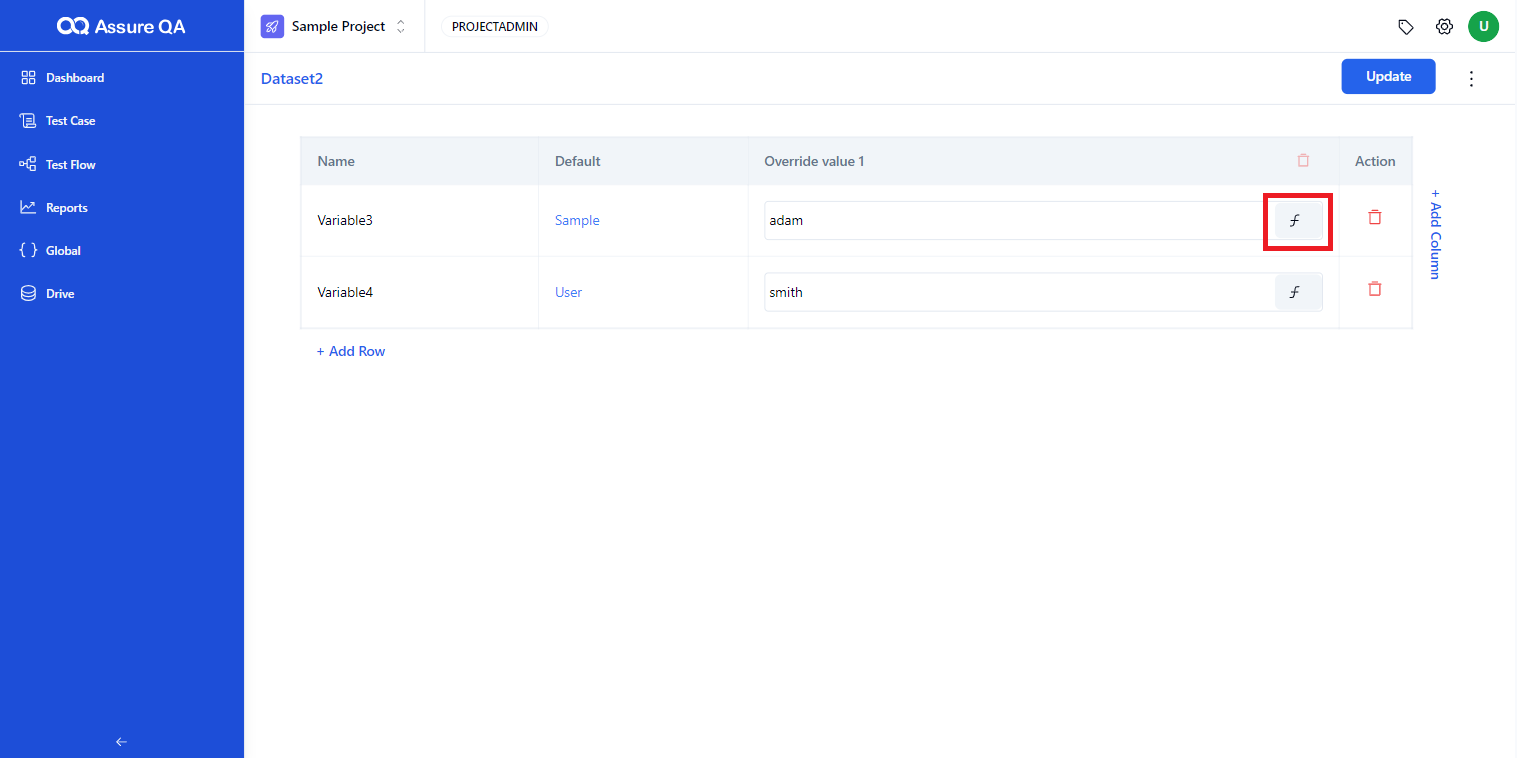 Assure QA
Sample Project
PROJECTADMIN
U
Dashboard
Test Case
Test Flow
Reports
Global
Drive
Dataset2
Update
Name Default Override value 1 Action
Variable3 Sample adam f
Variable4 User smith f
+ Add Row
+ Add Column